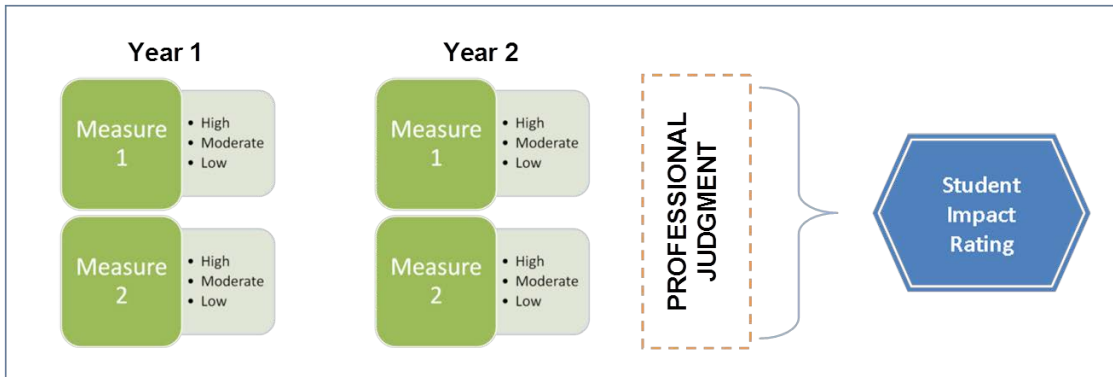 Year 1
Measure
1
• High
• Moderate
• Low
Measure
2
• High
• Moderate
• Low
Year 2
Measure
1
• High
• Moderate
• Low
Measure
2
• High
• Moderate
• Low
PROFESSIONAL
JUDGMENT
Student
Impact
Rating